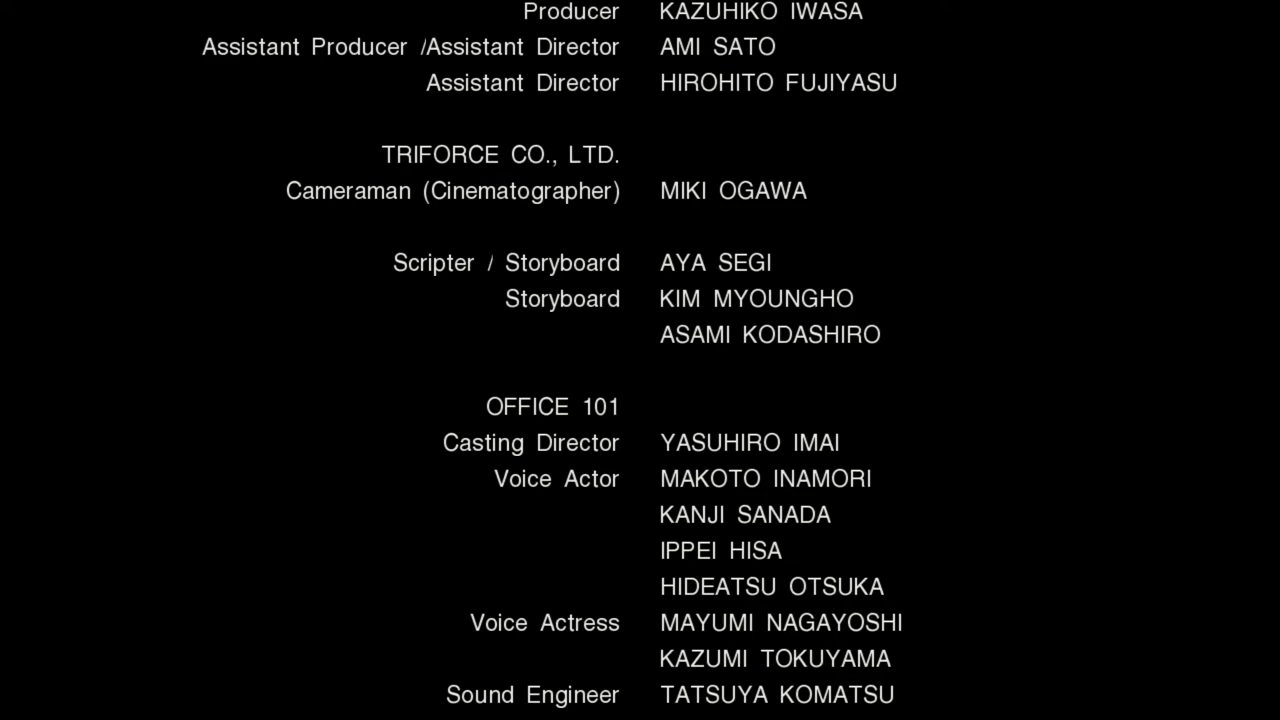 Producer KAZUHIKO IWASA
Assistant Producer /Assistant Director AMI SATO
Assistant Director HIROHITO FUJIYASU
TRIFORCE CO., LTD.
Cameraman (Cinematographer) MIKI OGAWA
Scripter / Storyboard AYA SEGI
Storyboard KIM MYOUNGHO
ASAMI KODASHIRO
OFFICE 101
Casting Director YASUHIRO IMAI
Voice Actor MAKOTO INAMORI
KANJI SANADA
IPPEI HISA
HIDEATSU OTSUKA
Voice Actress MAYUMI NAGAYOSHI
KAZUMI TOKUYAMA
Sound Engineer TATSUYA KOMATSU